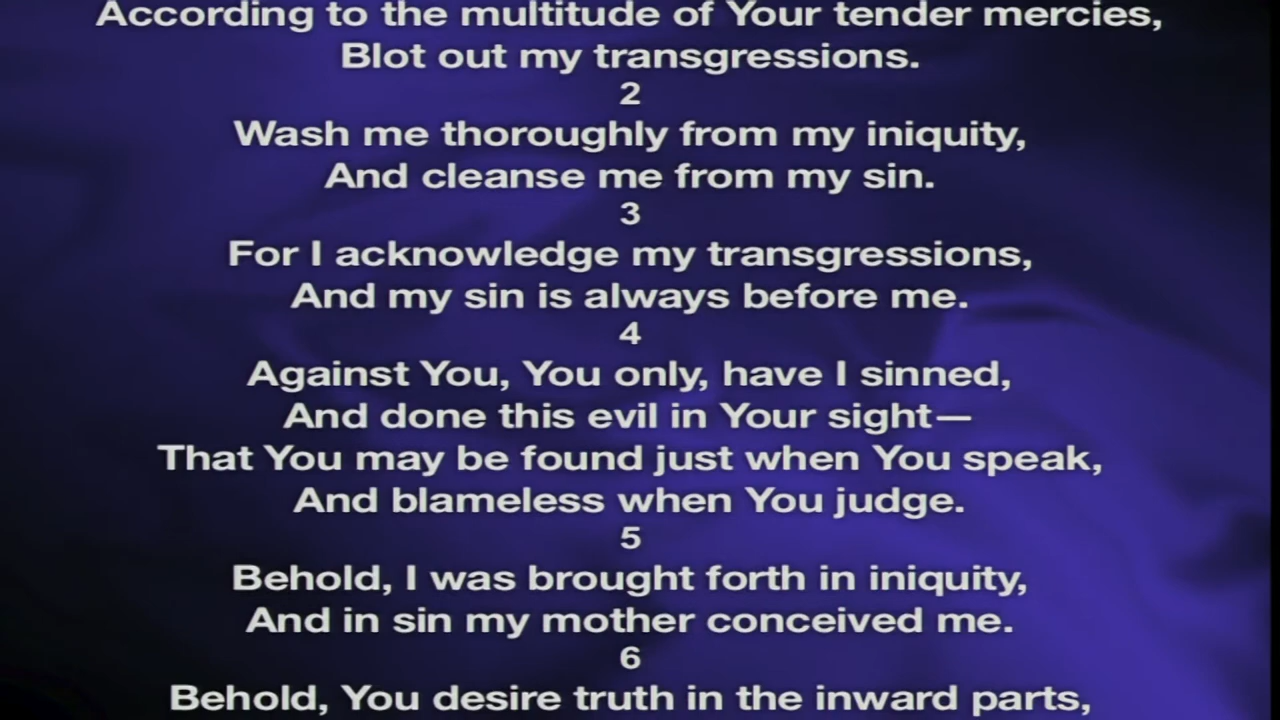 According to the multitude of Your tender mercies,
Blot out my transgressions.
2
Wash me thoroughly from my iniquity,
And cleanse me from my sin.
3
For I acknowledge my transgressions,
And my sin is always before me.
4
Against You, You only, have I sinned,
And done this evil in Your sight—
That You may be found just when You speak,
And blameless when You judge.
5
Behold, I was brought forth in iniquity,
And in sin my mother conceived me.
6
Behold, You desire truth in the inward parts,